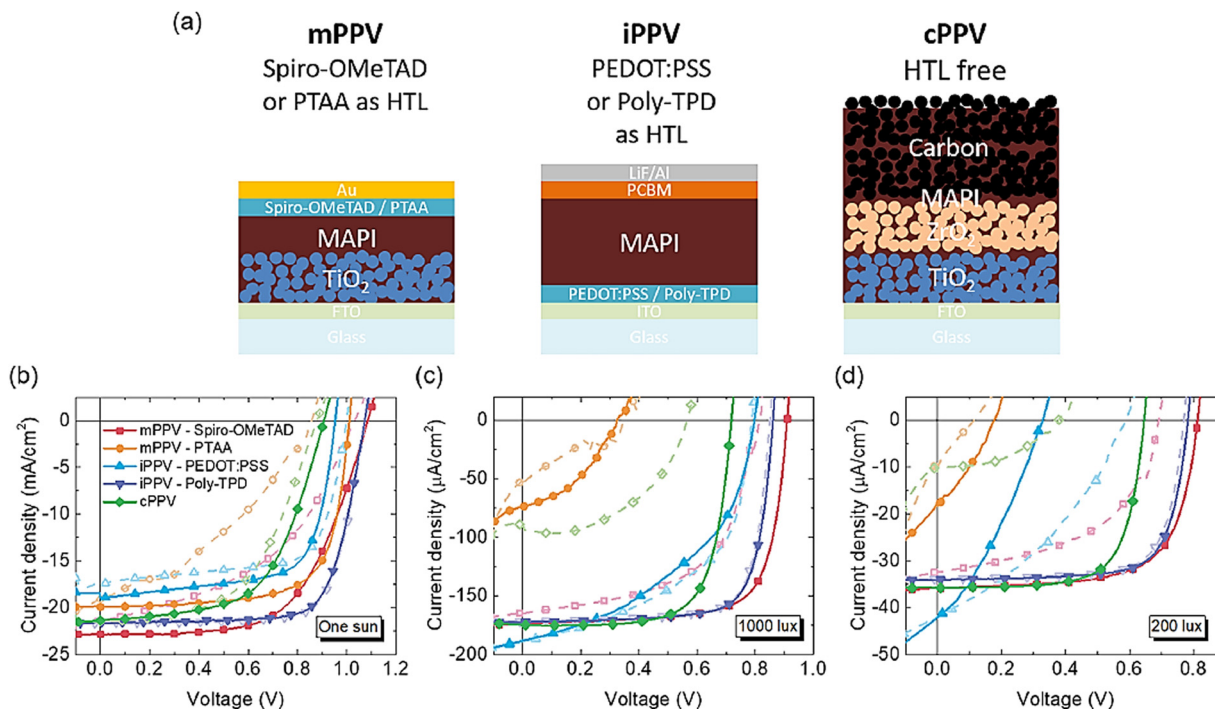 (a)
mPPV
Spiro-OMeTAD
or PTAA as HTL
Au
Spiro-OMeTAD / PTAA
MAPI
TiO₂
FTO
Glass
iPPV
PEDOT:PSS
or Poly-TPD
as HTL
LiF/Al
PCBM
MAPI
PEDOT:PSS / Poly-TPD
ITO
Glass
cPPV
HTL free
Carbon
MAPI
ZrO₂
TiO₂
FTO
Glass
(b)
Current density (mA/cm²)
0
-5
-10
-15
-20
-25
mPPV - Spiro-OMeTAD
mPPV - PTAA
iPPV - PEDOT:PSS
iPPV - Poly-TPD
cPPV
One sun
0.0 0.2 0.4 0.6 0.8 1.0 1.2
Voltage (V)
(c)
Current density (µA/cm²)
0
-50
-100
-150
-200
1000 lux
0.0 0.2 0.4 0.6 0.8 1.0
Voltage (V)
(d)
Current density (µA/cm²)
0
-10
-20
-30
-40
-50
200 lux
0.0 0.2 0.4 0.6 0.8
Voltage (V)